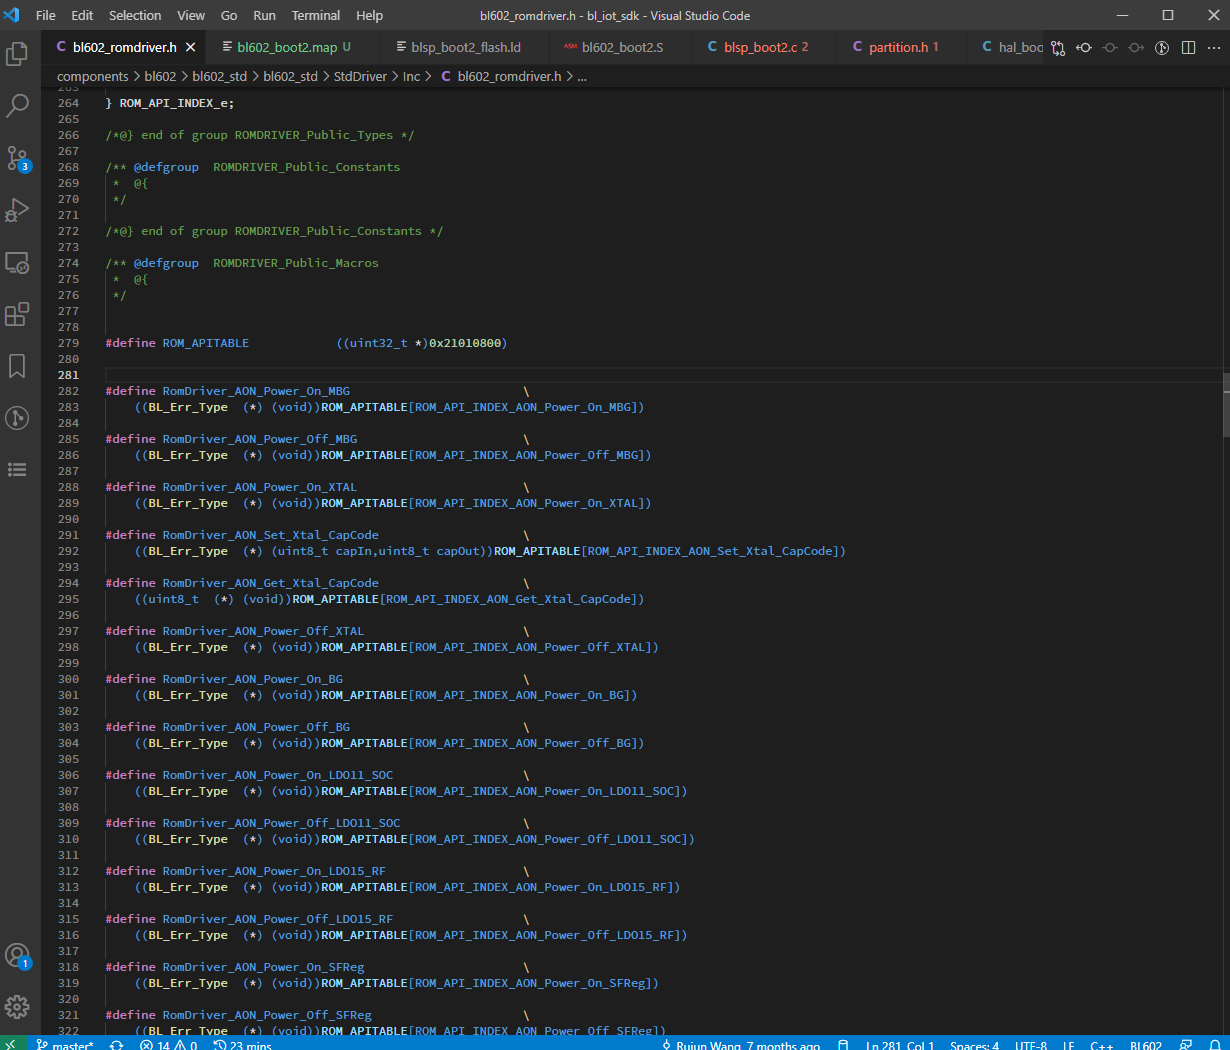 File Edit Selection View Go Run Terminal Help bl602_romdriver.h - bl_iot_sdk - Visual Studio Code
C bl602_romdriver.h × bl602_boot2.map U blsp_boot2_flash.ld ASM bl602_boot2.S C blsp_boot2.c 2 C partition.h 1 C hal_boo
components > bl602 > bl602_std > bl602_std > StdDriver > Inc > C bl602_romdriver.h > ...
263
264 } ROM_API_INDEX_e;
265
266 /*@} end of group ROMDRIVER_Public_Types */
267
268 /** @defgroup  ROMDRIVER_Public_Constants
269  *  @{
270  */
271
272 /*@} end of group ROMDRIVER_Public_Constants */
273
274 /** @defgroup  ROMDRIVER_Public_Macros
275  *  @{
276  */
277
278
279 #define ROM_APITABLE            ((uint32_t *)0x21010800)
280
281
282 #define RomDriver_AON_Power_On_MBG                        \
283     ((BL_Err_Type  (*) (void))ROM_APITABLE[ROM_API_INDEX_AON_Power_On_MBG])
284
285 #define RomDriver_AON_Power_Off_MBG                       \
286     ((BL_Err_Type  (*) (void))ROM_APITABLE[ROM_API_INDEX_AON_Power_Off_MBG])
287
288 #define RomDriver_AON_Power_On_XTAL                       \
289     ((BL_Err_Type  (*) (void))ROM_APITABLE[ROM_API_INDEX_AON_Power_On_XTAL])
290
291 #define RomDriver_AON_Set_Xtal_CapCode                    \
292     ((BL_Err_Type  (*) (uint8_t capIn,uint8_t capOut))ROM_APITABLE[ROM_API_INDEX_AON_Set_Xtal_CapCode])
293
294 #define RomDriver_AON_Get_Xtal_CapCode                    \
295     ((uint8_t  (*) (void))ROM_APITABLE[ROM_API_INDEX_AON_Get_Xtal_CapCode])
296
297 #define RomDriver_AON_Power_Off_XTAL                      \
298     ((BL_Err_Type  (*) (void))ROM_APITABLE[ROM_API_INDEX_AON_Power_Off_XTAL])
299
300 #define RomDriver_AON_Power_On_BG                         \
301     ((BL_Err_Type  (*) (void))ROM_APITABLE[ROM_API_INDEX_AON_Power_On_BG])
302
303 #define RomDriver_AON_Power_Off_BG                        \
304     ((BL_Err_Type  (*) (void))ROM_APITABLE[ROM_API_INDEX_AON_Power_Off_BG])
305
306 #define RomDriver_AON_Power_On_LDO11_SOC                  \
307     ((BL_Err_Type  (*) (void))ROM_APITABLE[ROM_API_INDEX_AON_Power_On_LDO11_SOC])
308
309 #define RomDriver_AON_Power_Off_LDO11_SOC                 \
310     ((BL_Err_Type  (*) (void))ROM_APITABLE[ROM_API_INDEX_AON_Power_Off_LDO11_SOC])
311
312 #define RomDriver_AON_Power_On_LDO15_RF                   \
313     ((BL_Err_Type  (*) (void))ROM_APITABLE[ROM_API_INDEX_AON_Power_On_LDO15_RF])
314
315 #define RomDriver_AON_Power_Off_LDO15_RF                  \
316     ((BL_Err_Type  (*) (void))ROM_APITABLE[ROM_API_INDEX_AON_Power_Off_LDO15_RF])
317
318 #define RomDriver_AON_Power_On_SFReg                      \
319     ((BL_Err_Type  (*) (void))ROM_APITABLE[ROM_API_INDEX_AON_Power_On_SFReg])
320
321 #define RomDriver_AON_Power_Off_SFReg                     \
322     ((BL_Err_Type  (*) (void))ROM_APITABLE[ROM_API_INDEX_AON_Power_Off_SFReg])
3
1
master* 14 0 23 mins Ruiun Wang, 7 months ago Ln 281, Col 1 Spaces: 4 UTF-8 LF C++ BL602